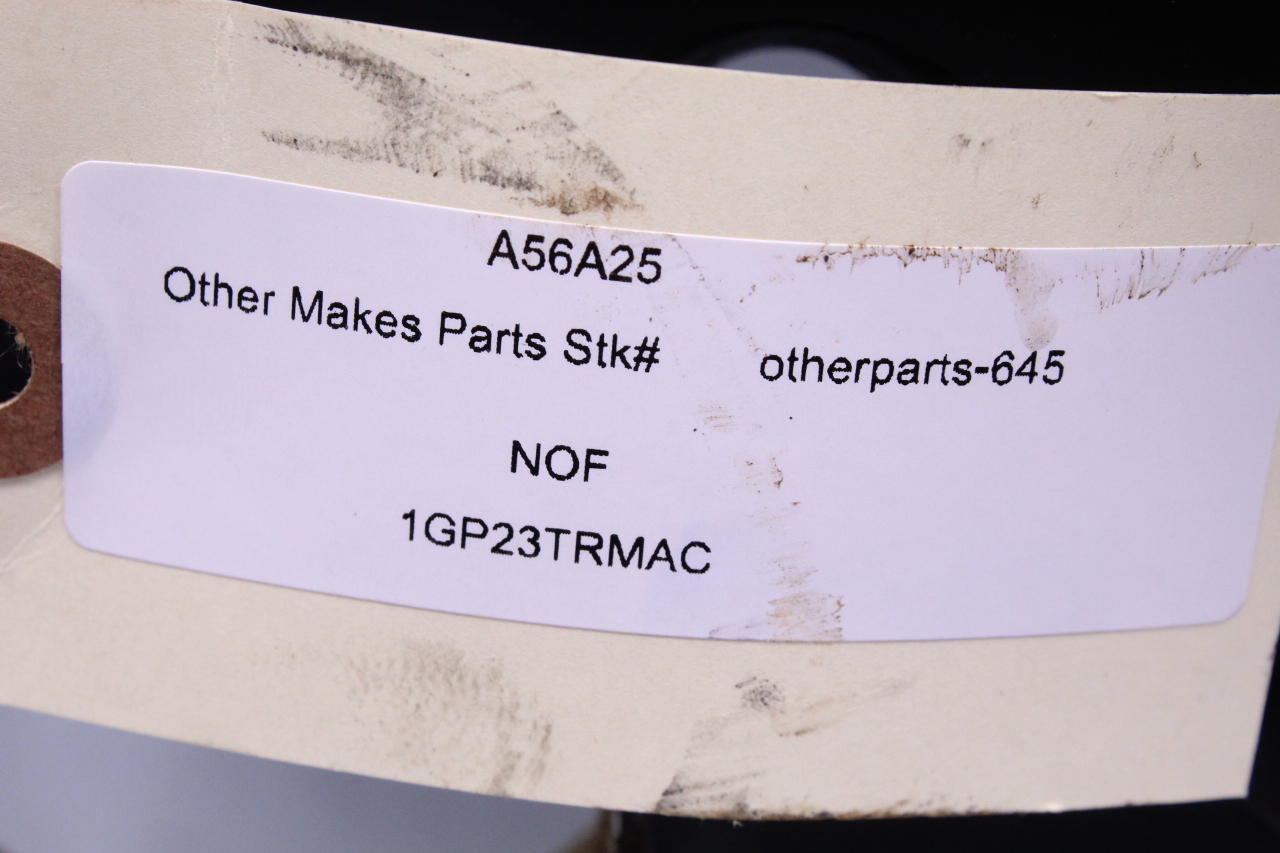 A56A25
Other Makes Parts Stk# otherparts-645
NOF
1GP23TRMAC